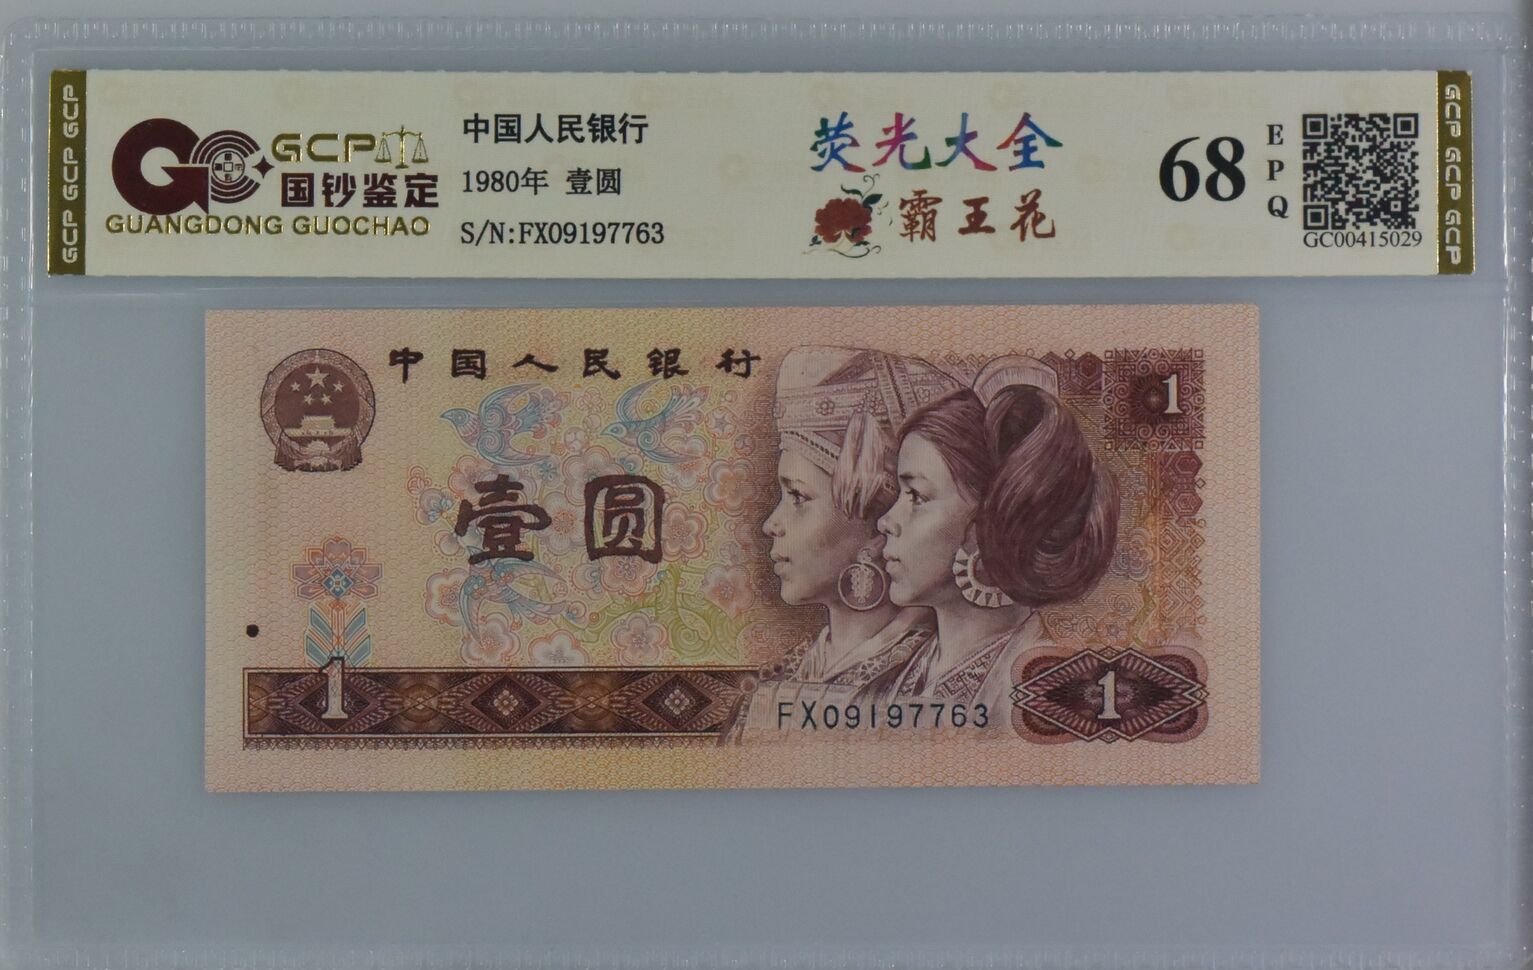 GCP GCP GCP
GCP
国钞鉴定
GUANGDONG GUOCHAO
中国人民银行
1980年 壹圆
S/N:FX09197763
荧光大全
霸王花
68
EPQ
GC00415029
GCP GCP GCP
中国人民银行
1
壹圆
1
FX09197763
1